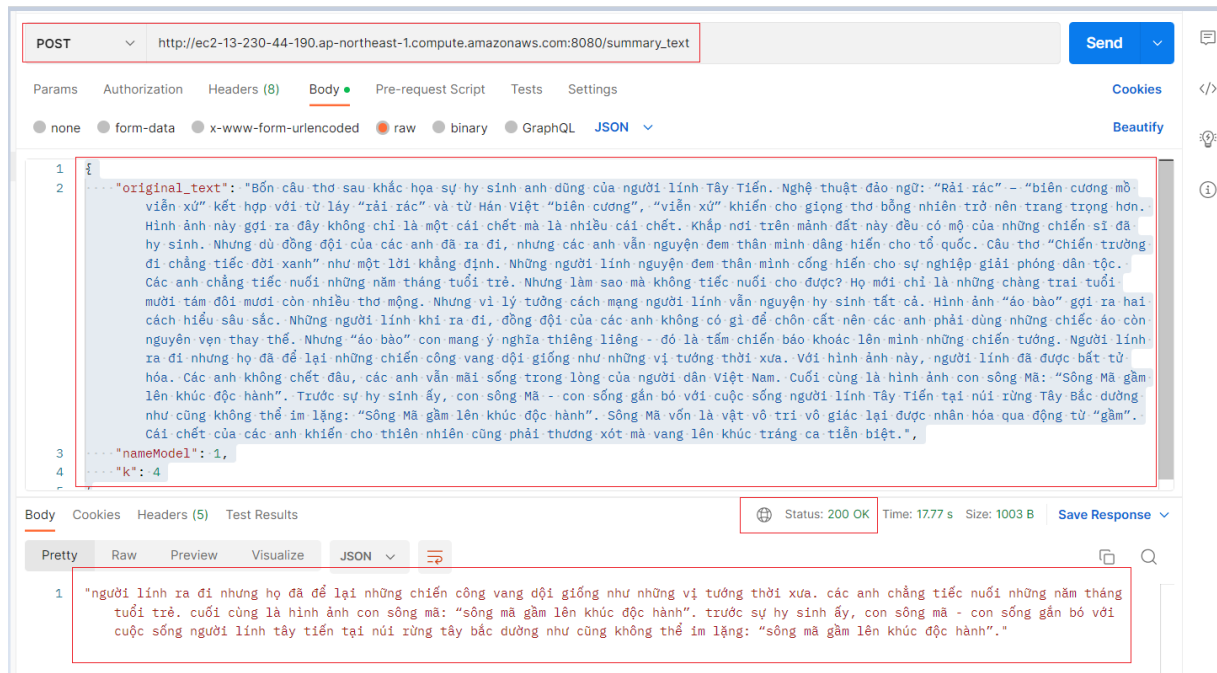 POST http://ec2-13-230-44-190.ap-northeast-1.compute.amazonaws.com:8080/summary_text Send
Params Authorization Headers (8) Body Pre-request Script Tests Settings Cookies
none form-data x-www-form-urlencoded raw binary GraphQL JSON Beautify
1 {
2 "original_text": "Bốn câu thơ sau khắc họa sự hy sinh anh dũng của người lính Tây Tiến. Nghệ thuật đảo ngữ: “Rải rác” – “biên cương mồ
viễn xứ” kết hợp với từ láy “rải rác” và từ Hán Việt “biên cương”, “viễn xứ” khiến cho giọng thơ bỗng nhiên trở nên trang trọng hơn.
Hình ảnh này gợi ra đây không chỉ là một cái chết mà là nhiều cái chết. Khắp nơi trên mảnh đất này đều có mộ của những chiến sĩ đã
hy sinh. Nhưng dù đồng đội của các anh đã ra đi, nhưng các anh vẫn nguyện đem thân mình dâng hiến cho tổ quốc. Câu thơ “Chiến trường
đi chẳng tiếc đời xanh” như một lời khẳng định. Những người lính nguyện đem thân mình cống hiến cho sự nghiệp giải phóng dân tộc.
Các anh chẳng tiếc nuối những năm tháng tuổi trẻ. Nhưng làm sao mà không tiếc nuối cho được? Họ mới chỉ là những chàng trai tuổi
mười tám đôi mươi còn nhiều thơ mộng. Nhưng vì lý tưởng cách mạng người lính vẫn nguyện hy sinh tất cả. Hình ảnh “áo bào” gợi ra hai
cách hiểu sâu sắc. Những người lính khi ra đi, đồng đội của các anh không có gì để chôn cất nên các anh phải dùng những chiếc áo còn
nguyên vẹn thay thế. Nhưng “áo bào” con mang ý nghĩa thiêng liêng - đó là tấm chiến báo khoác lên mình những chiến tướng. Người lính
ra đi nhưng họ đã để lại những chiến công vang dội giống như những vị tướng thời xưa. Với hình ảnh này, người lính đã được bất tử
hóa. Các anh không chết đâu, các anh vẫn mãi sống trong lòng của người dân Việt Nam. Cuối cùng là hình ảnh con sông Mã: “Sông Mã gầm
lên khúc độc hành”. Trước sự hy sinh ấy, con sông Mã - con sống gắn bó với cuộc sống người lính Tây Tiến tại núi rừng Tây Bắc dường
như cũng không thể im lặng: “Sông Mã gầm lên khúc độc hành”. Sông Mã vốn là vật vô tri vô giác lại được nhân hóa qua động từ “gầm”.
Cái chết của các anh khiến cho thiên nhiên cũng phải thương xót mà vang lên khúc tráng ca tiễn biệt.",
3 "nameModel": 1,
4 "k": 4
Body Cookies Headers (5) Test Results Status: 200 OK Time: 17.77 s Size: 1003 B Save Response
Pretty Raw Preview Visualize JSON
1 "người lính ra đi nhưng họ đã để lại những chiến công vang dội giống như những vị tướng thời xưa. các anh chẳng tiếc nuối những năm tháng
tuổi trẻ. cuối cùng là hình ảnh con sông mã: “sông mã gầm lên khúc độc hành”. trước sự hy sinh ấy, con sông mã - con sống gắn bó với
cuộc sống người lính tây tiến tại núi rừng tây bắc dường như cũng không thể im lặng: “sông mã gầm lên khúc độc hành”."